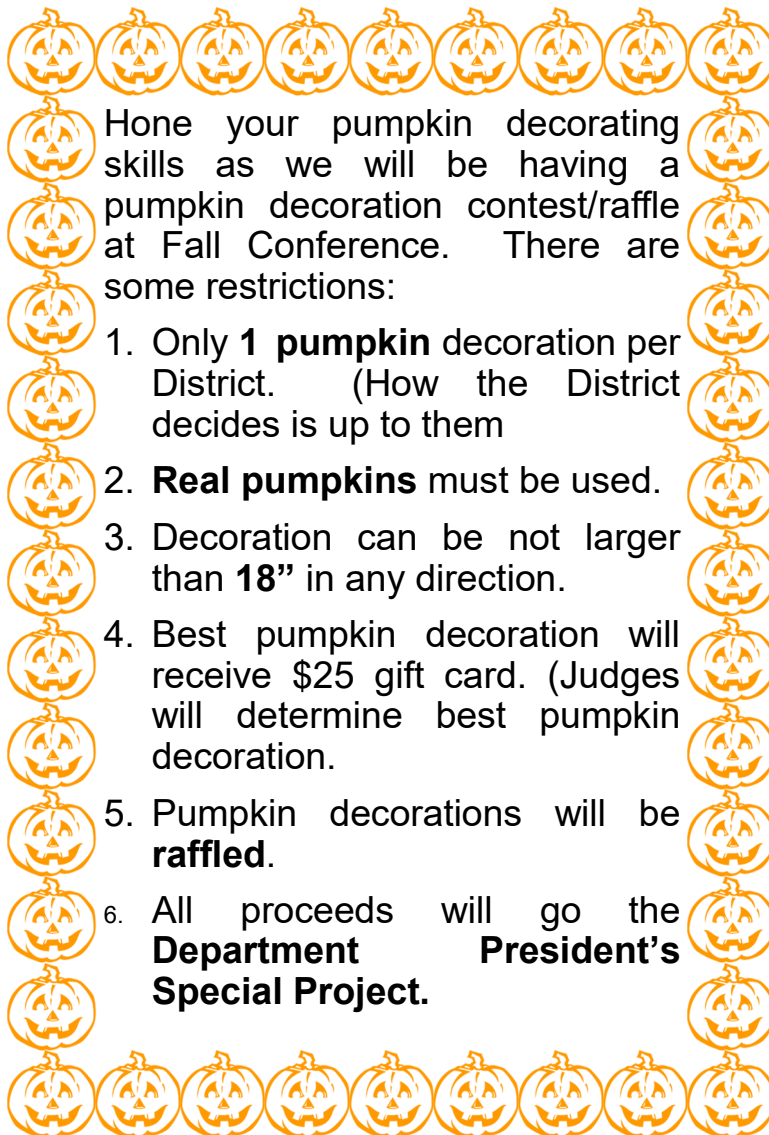 Hone your pumpkin decorating
skills as we will be having a
pumpkin decoration contest/raffle
at Fall Conference. There are
some restrictions:
1. Only 1 pumpkin decoration per
District. (How the District
decides is up to them
2. Real pumpkins must be used.
3. Decoration can be not larger
than 18” in any direction.
4. Best pumpkin decoration will
receive $25 gift card. (Judges
will determine best pumpkin
decoration.
5. Pumpkin decorations will be
raffled.
6. All proceeds will go the
Department President’s
Special Project.